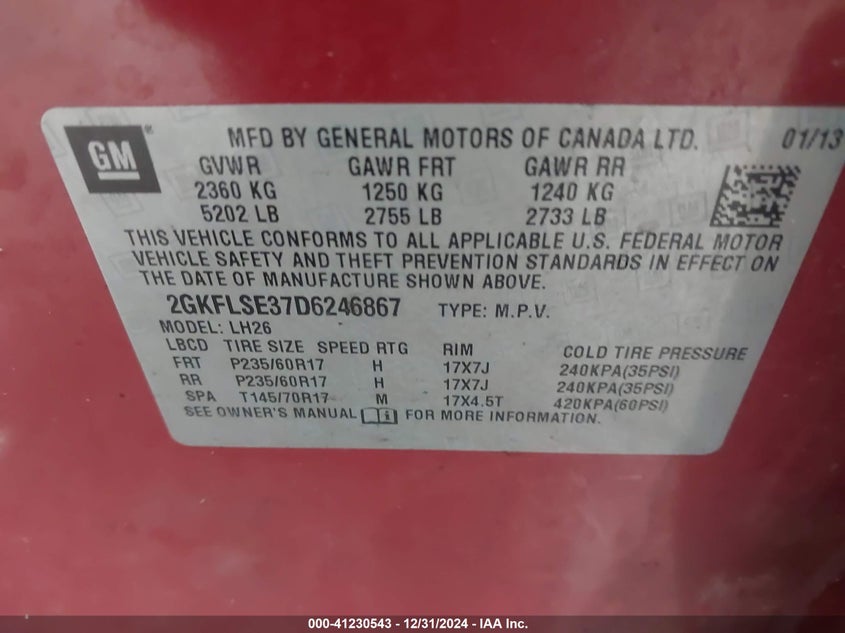 GM ® MFD BY GENERAL MOTORS OF CANADA LTD. 01/13
GVWR GAWR FRT GAWR RR
2360 KG 1250 KG 1240 KG
5202 LB 2755 LB 2733 LB
THIS VEHICLE CONFORMS TO ALL APPLICABLE U.S. FEDERAL MOTOR
VEHICLE SAFETY AND THEFT PREVENTION STANDARDS IN EFFECT ON
THE DATE OF MANUFACTURE SHOWN ABOVE.
2GKFLSE37D6246867 TYPE: M.P.V.
MODEL: LH26
LBCD TIRE SIZE SPEED RTG RIM COLD TIRE PRESSURE
FRT P235/60R17 H 17X7J 240KPA(35PSI)
RR P235/60R17 H 17X7J 240KPA(35PSI)
SPA T145/70R17 M 17X4.5T 420KPA(60PSI)
SEE OWNER'S MANUAL FOR MORE INFORMATION.
000-41230543 - 12/31/2024 - IAA Inc.